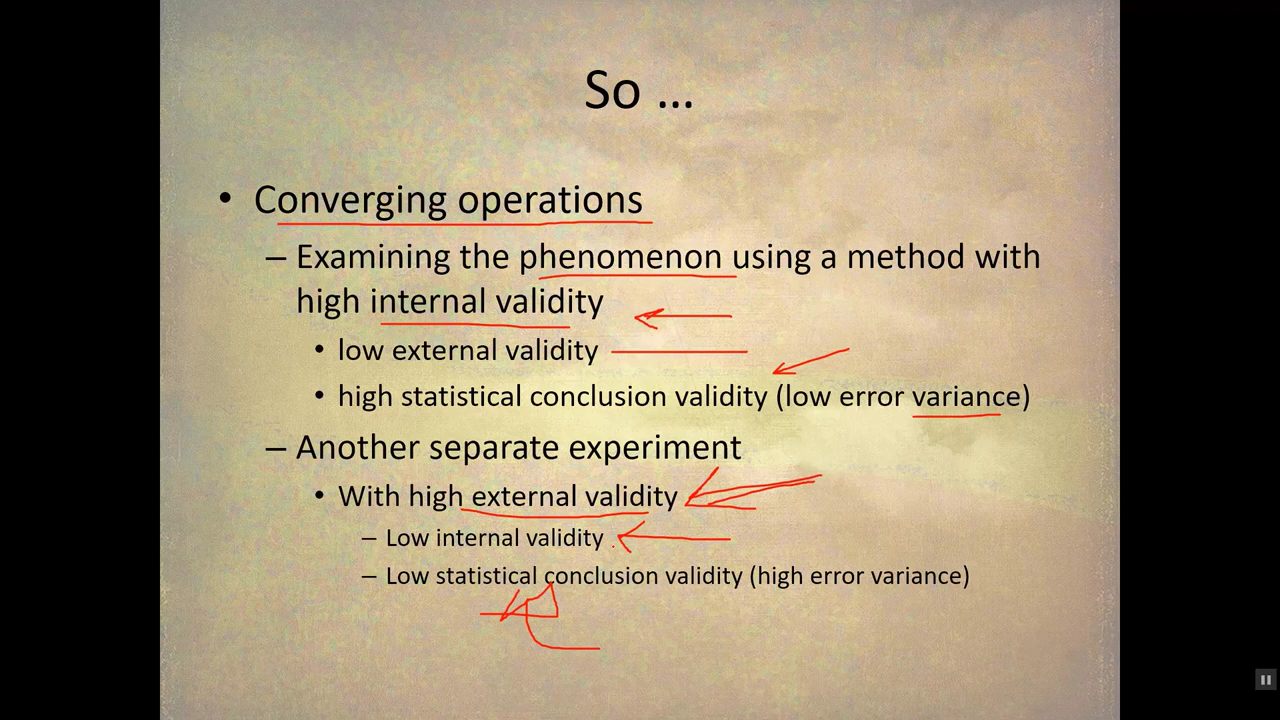 So …
• Converging operations
– Examining the phenomenon using a method with
high internal validity
• low external validity
• high statistical conclusion validity (low error variance)
– Another separate experiment
• With high external validity
– Low internal validity
– Low statistical conclusion validity (high error variance)